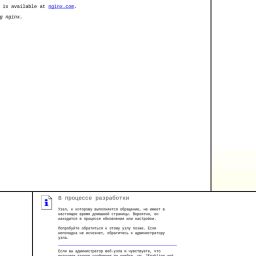 is available at nginx.com.
g nginx.
В процессе разработки
Узел, к которому выполняется обращение, не имеет в
настоящее время домашней страницы. Вероятно, он
находится в процессе обновления или настройки.
Попробуйте обратиться к этому узлу позже. Если
неполадка не исчезнет, обратитесь к администратору
узла.
Если вы администратор веб-узла и чувствуете, что